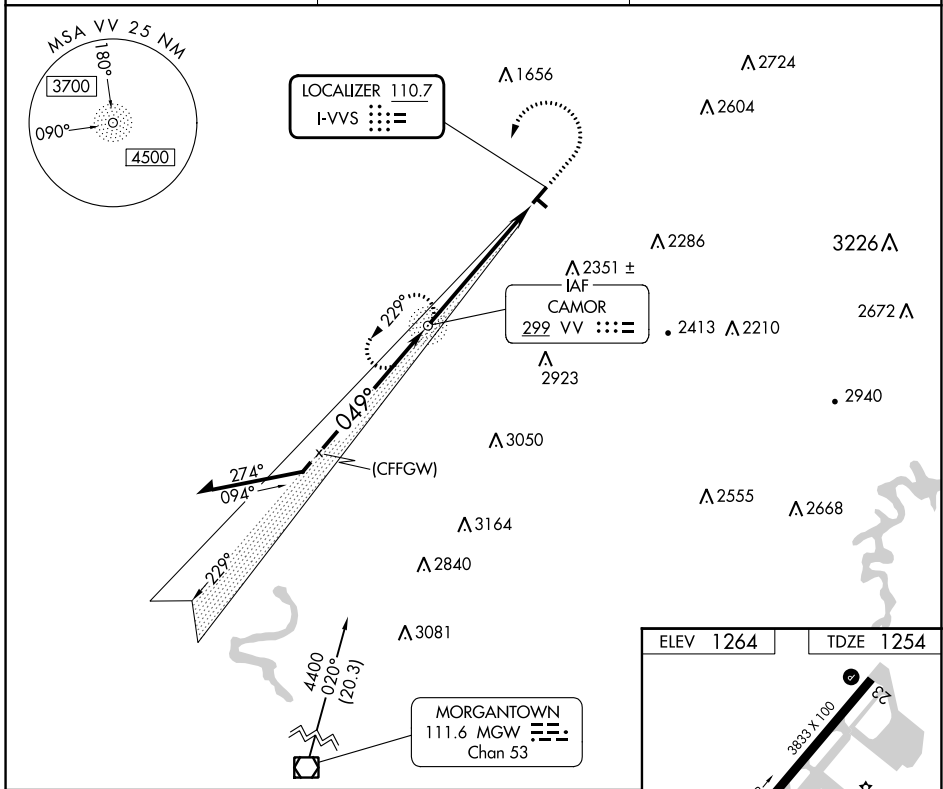 MSA VV 25 NM
180°
3700
090°
4500
LOCALIZER 110.7
I-VVS
1656
2724
2604
2286
3226
2351 ±
IAF
CAMOR
299 VV
2672
2413
2210
2923
2940
229°
049°
3050
(CFFGW)
274°
094°
2555
2668
3164
2840
229°
3081
4400
020°
(20.3)
MORGANTOWN
111.6 MGW
Chan 53
ELEV 1264
TDZE 1254
23
3833 X 100